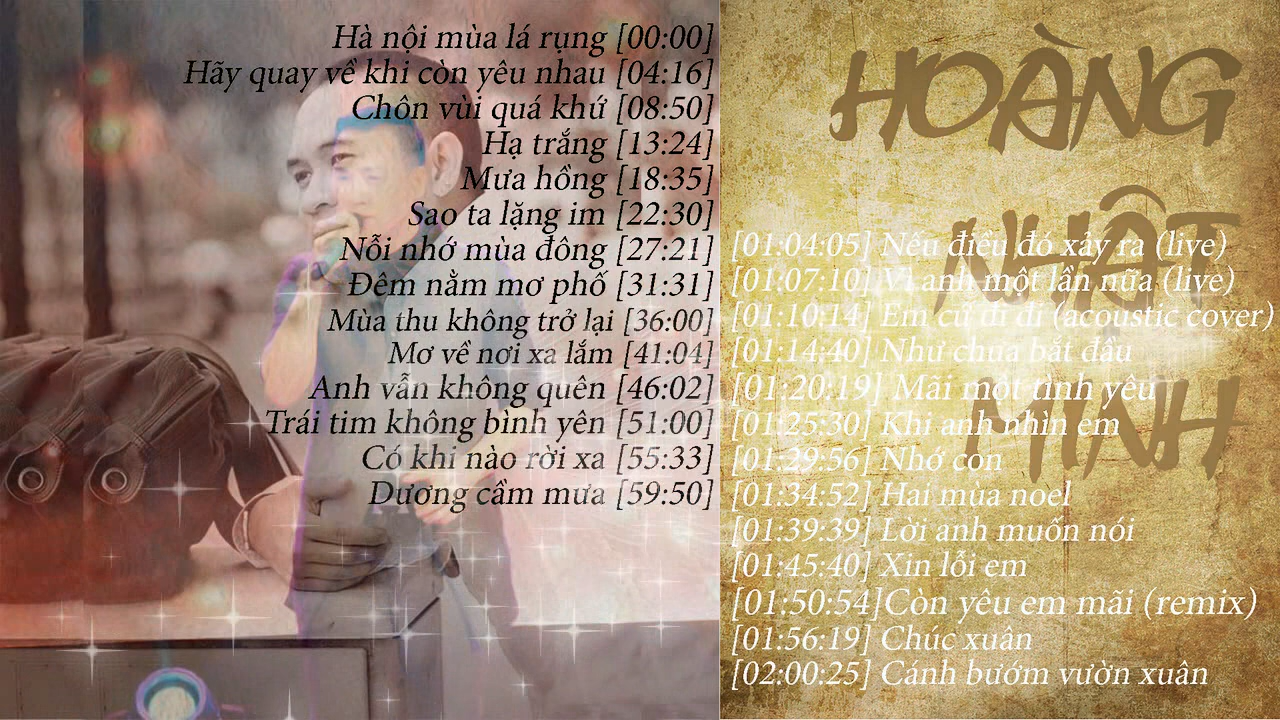 Hà nội mùa lá rụng [00:00]
Hãy quay về khi còn yêu nhau [04:16]
Chôn vùi quá khứ [08:50]
Hạ trắng [13:24]
Mưa hồng [18:35]
Sao ta lặng im [22:30]
Nỗi nhớ mùa đông [27:21]
Đêm nằm mơ phố [31:31]
Mùa thu không trở lại [36:00]
Mơ về nơi xa lắm [41:04]
Anh vẫn không quên [46:02]
Trái tim không bình yên [51:00]
Có khi nào rời xa [55:33]
Dương cầm mưa [59:50]
HOÀNG
NHẬT
MINH
[01:04:05] Nếu điều đó xảy ra (live)
[01:07:10] Vì anh một lần nữa (live)
[01:10:14] Em cứ đi đi (acoustic cover)
[01:14:40] Như chưa bắt đầu
[01:20:19] Mãi một tình yêu
[01:25:30] Khi anh nhìn em
[01:29:56] Nhớ con
[01:34:52] Hai mùa noel
[01:39:39] Lời anh muốn nói
[01:45:40] Xin lỗi em
[01:50:54]Còn yêu em mãi (remix)
[01:56:19] Chúc xuân
[02:00:25] Cánh bướm vườn xuân